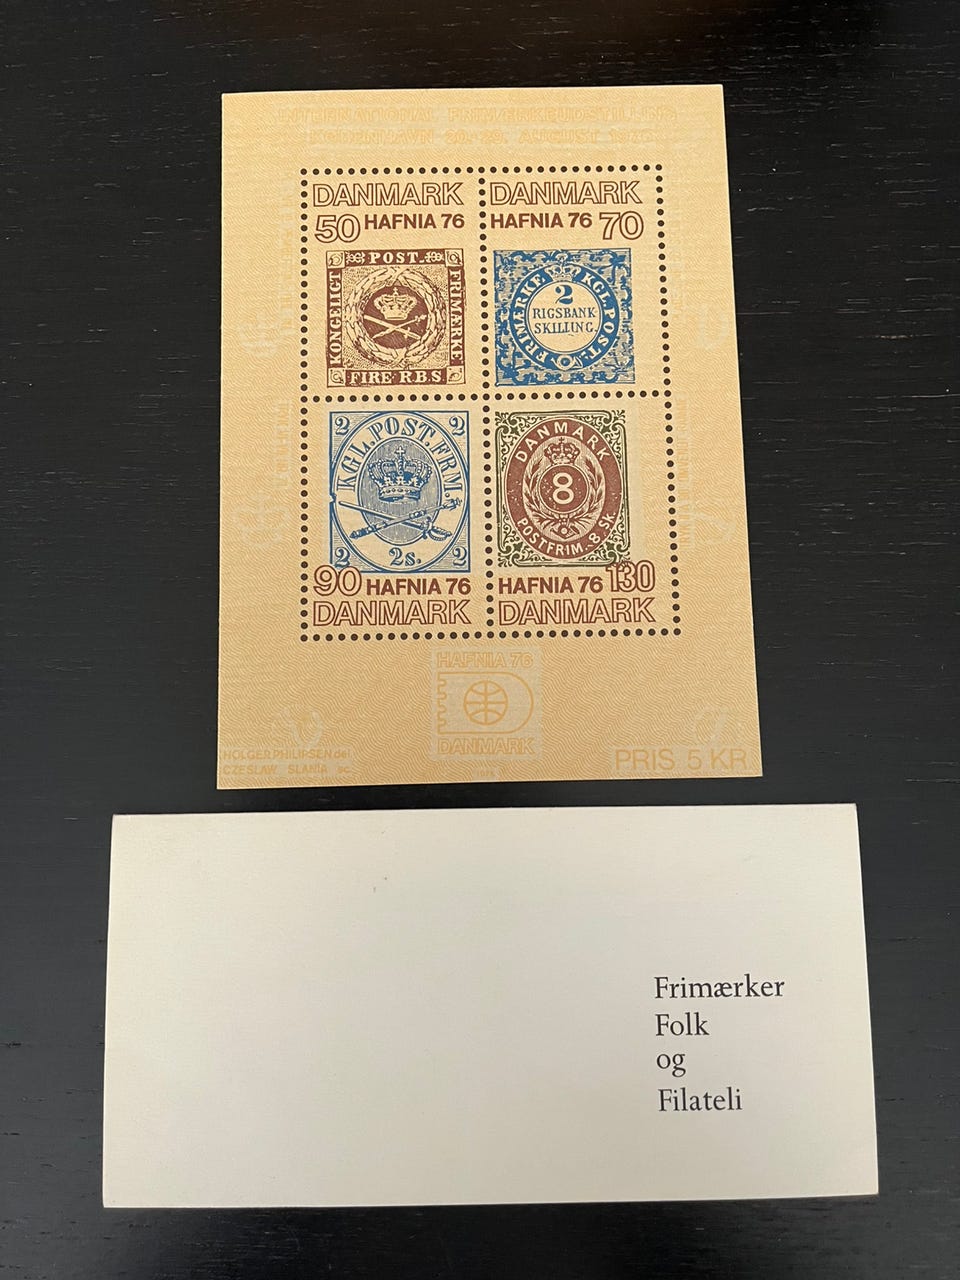 INTERNATIONAL FRIMÆRKEUDSTILLING
KØBENHAVN 20.-29. AUGUST 1976
DANMARK
50 HAFNIA 76
KONGELIGT
POST
FRIMÆRKE
FIRE R.B.S
DANMARK
HAFNIA 76 70
FRIMÆRKE KGL. POST
2
RIGSBANK-
SKILLING.
2 2
KGL. POST. FRM.
2 2s. 2
90 HAFNIA 76
DANMARK
DANMARK
8
POSTFRIM. 8 SK.
HAFNIA 76 130
DANMARK
HAFNIA 76
DANMARK
1976
HOLGER PHILIPSEN del.
CZESLAW SLANIA sc.
PRIS 5 KR
Frimærker
Folk
og
Filateli